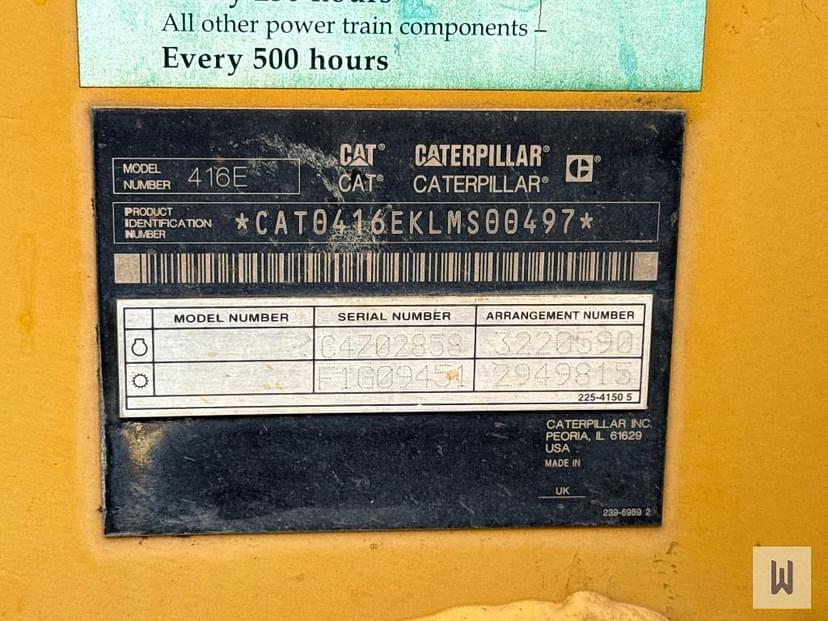 All other power train components –
Every 500 hours
CAT® CATERPILLAR®
MODEL NUMBER 416E
CAT® CATERPILLAR®
PRODUCT IDENTIFICATION NUMBER *CAT0416EKLMS00497*
MODEL NUMBER SERIAL NUMBER ARRANGEMENT NUMBER
C4Z02858 3220590
F1G09451 2949815
225-4150 5
CATERPILLAR INC.
PEORIA, IL 61629
USA
MADE IN
UK
239-6989 2
W